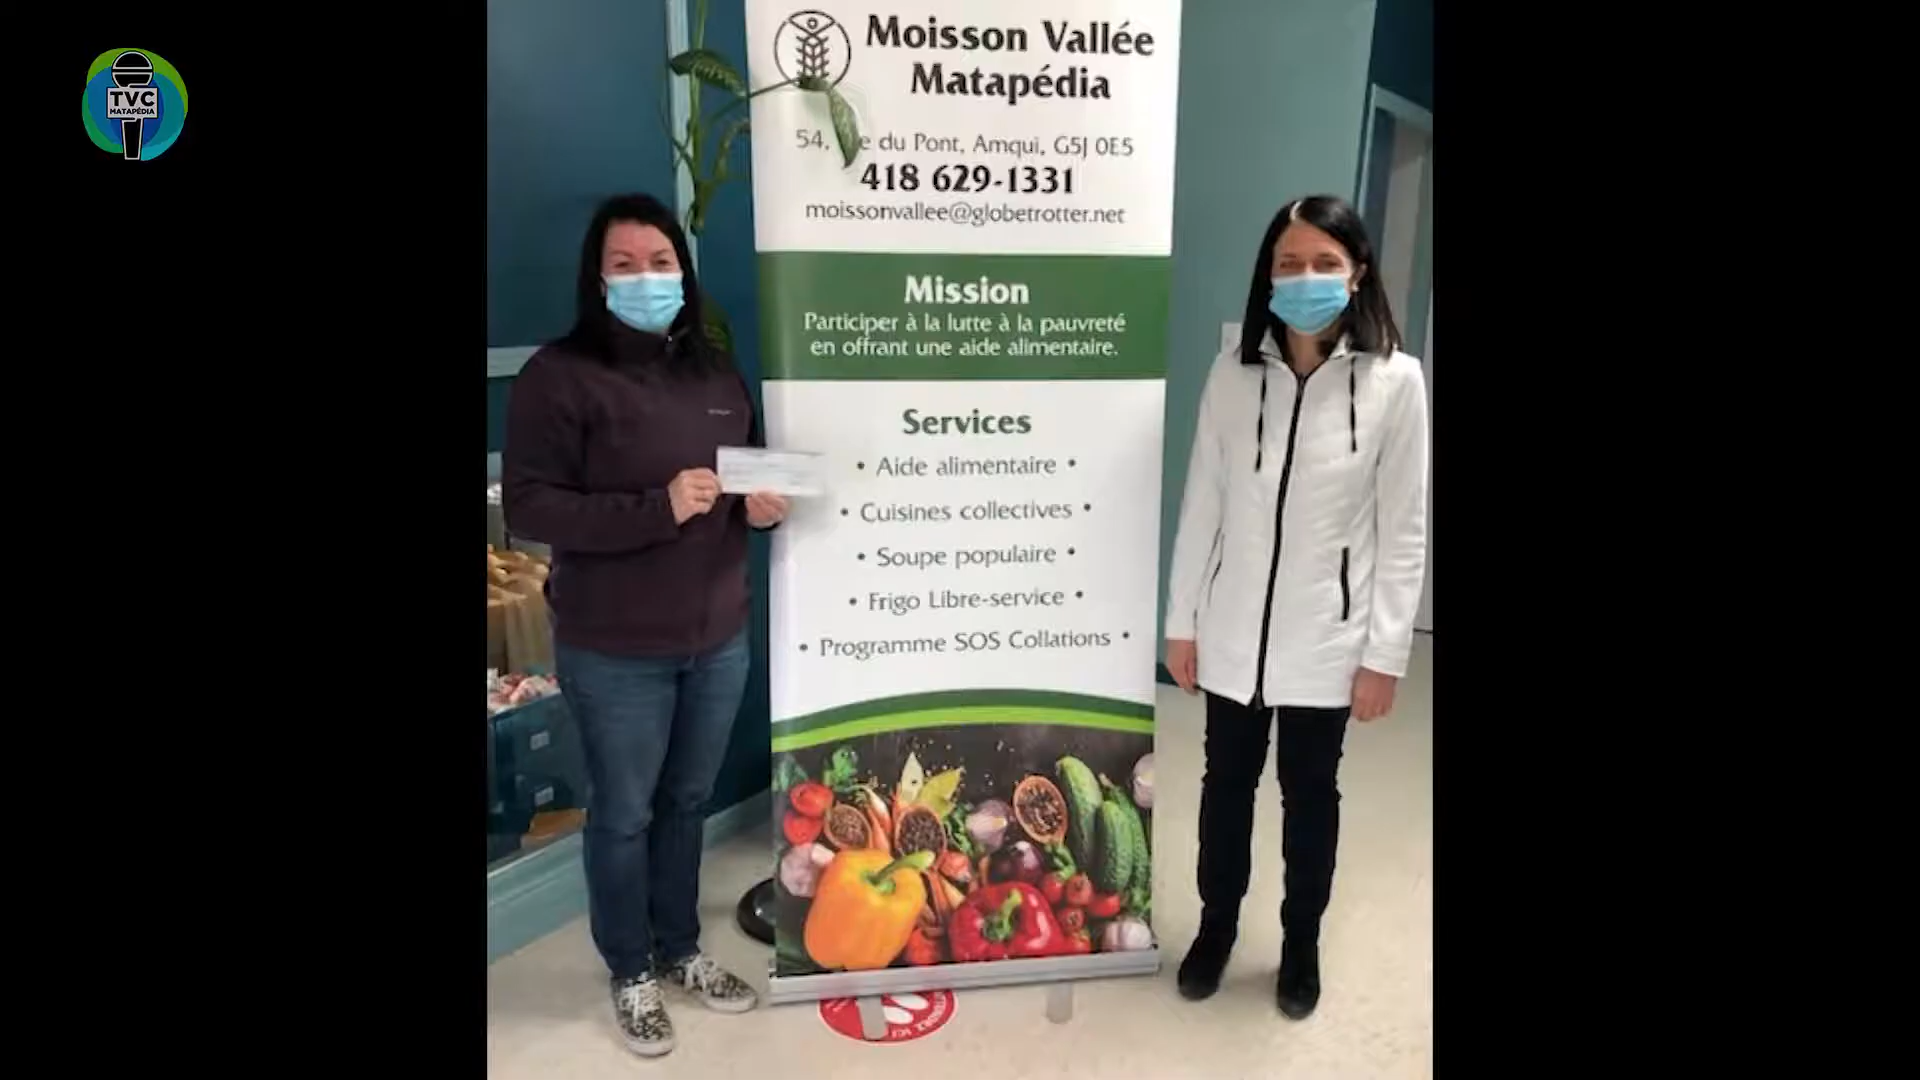 TVC
MATAPÉDIA
Moisson Vallée
Matapédia
54, e du Pont, Amqui, G5J 0E5
418 629-1331
moissonvallee@globetrotter.net
Mission
Participer à la lutte à la pauvreté
en offrant une aide alimentaire.
Services
• Aide alimentaire •
• Cuisines collectives •
• Soupe populaire •
• Frigo Libre-service •
• Programme SOS Collations •